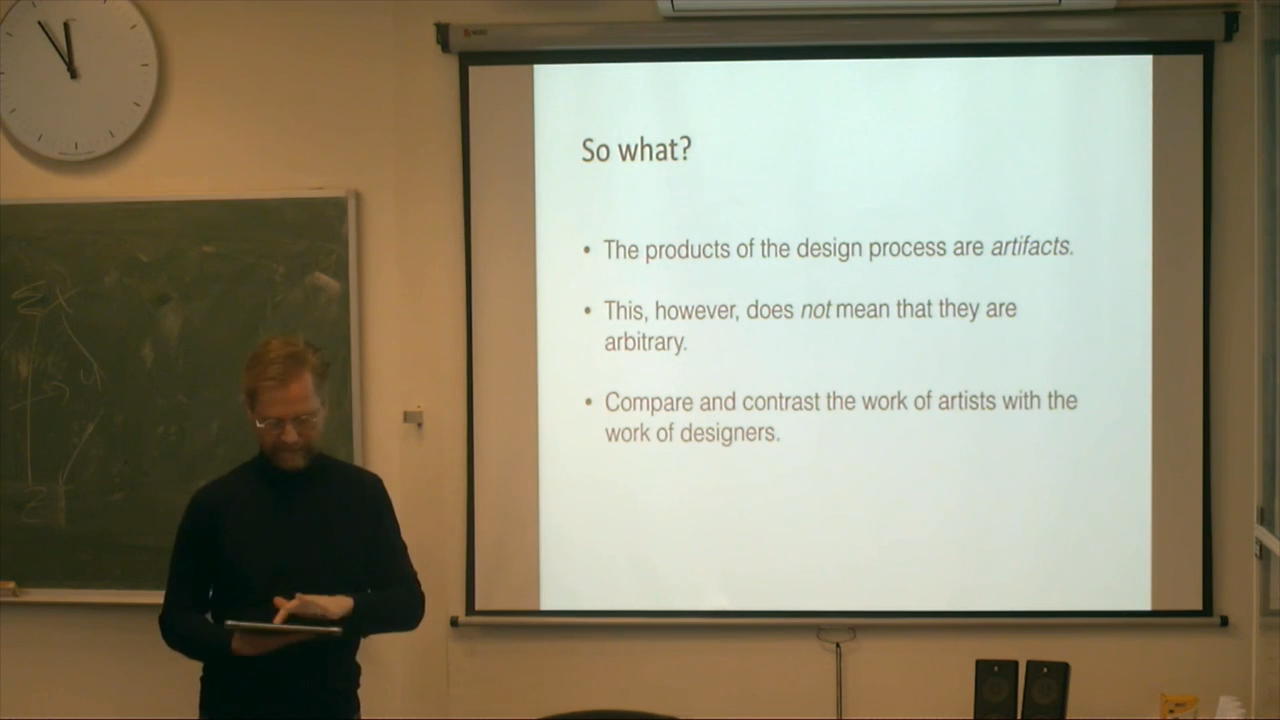 So what?
• The products of the design process are artifacts.
• This, however, does not mean that they are
arbitrary.
• Compare and contrast the work of artists with the
work of designers.